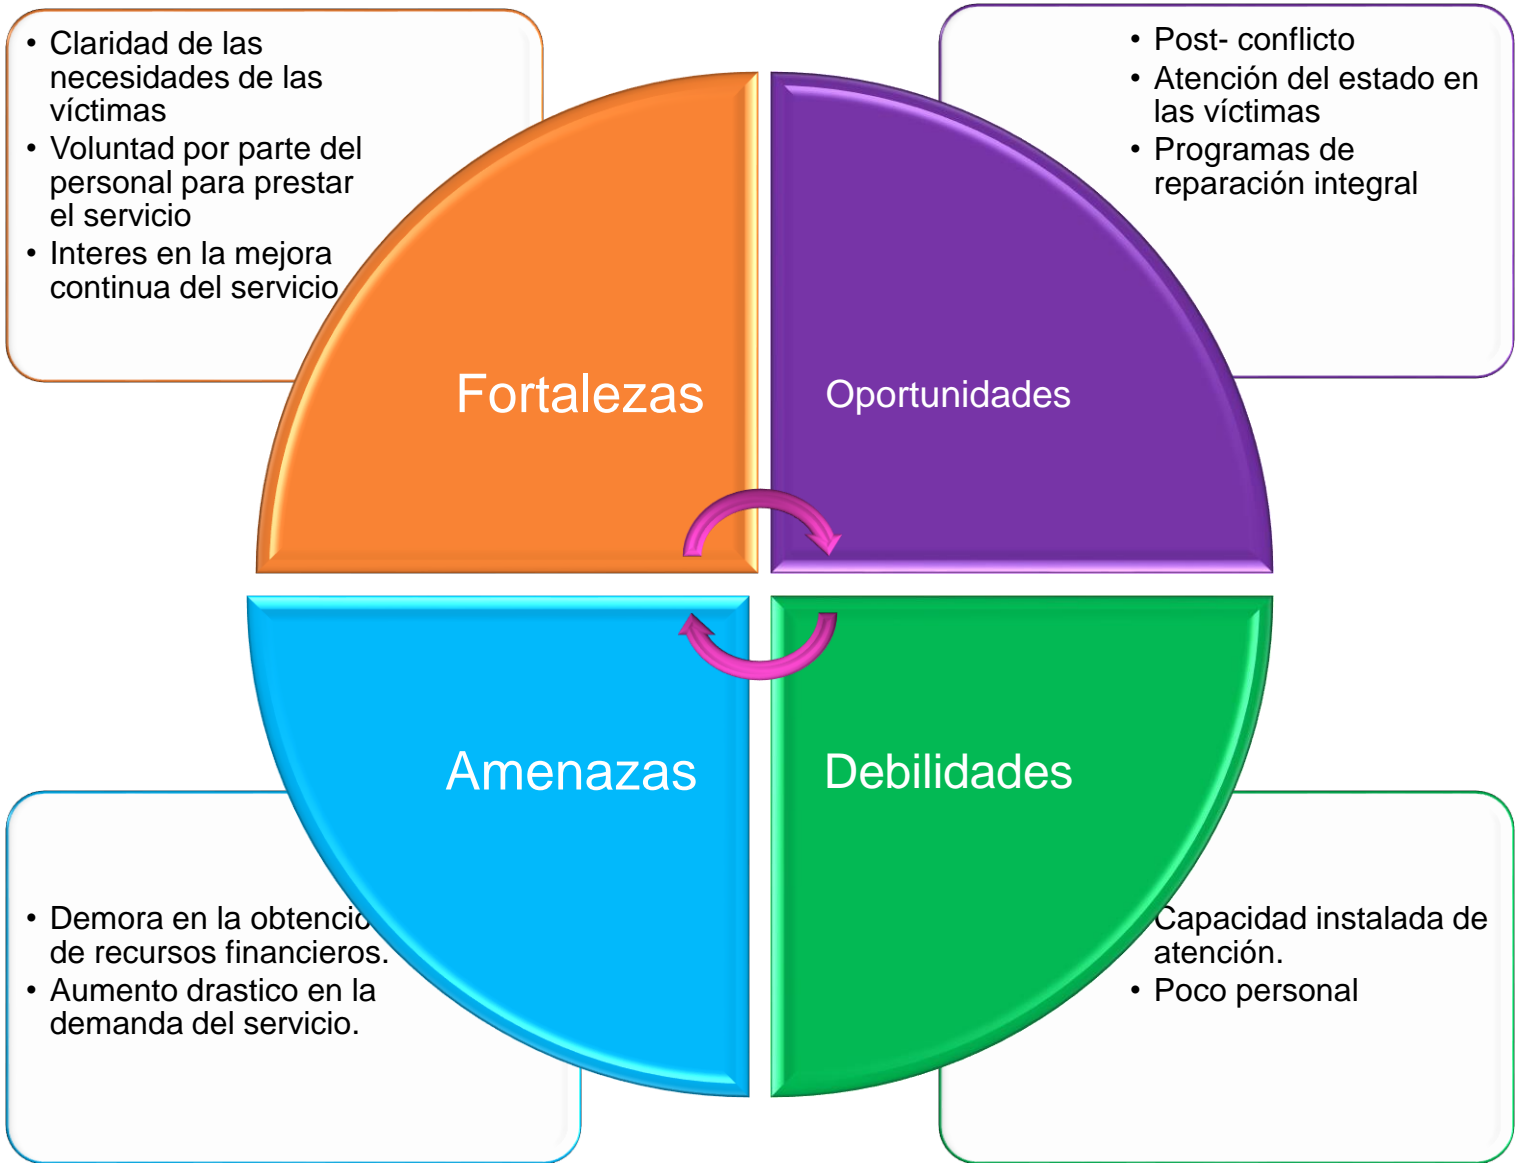 • Claridad de las
necesidades de las
víctimas
• Voluntad por parte del
personal para prestar
el servicio
• Interes en la mejora
continua del servicio
• Post- conflicto
• Atención del estado en
las víctimas
• Programas de
reparación integral
Fortalezas
Oportunidades
Amenazas
Debilidades
• Demora en la obtenció
de recursos financieros.
• Aumento drastico en la
demanda del servicio.
Capacidad instalada de
atención.
• Poco personal